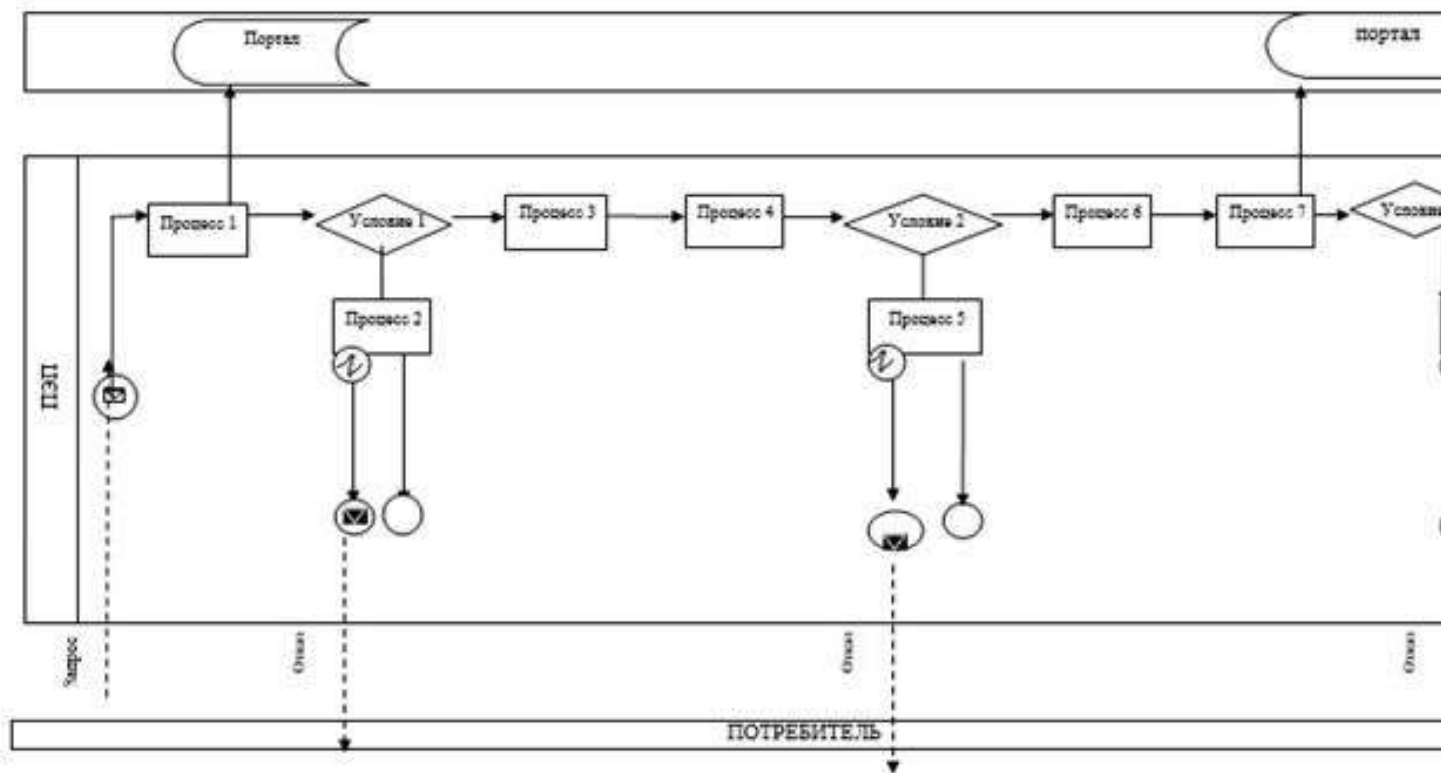 Портал
портал
Процесс 1
Условие 1
Процесс 3
Процесс 4
Условие 2
Процесс 6
Процесс 7
Условие
Процесс 2
Процесс 5
ПЭП
Запрос
Отказ
Отказ
Отказ
ПОТРЕБИТЕЛЬ